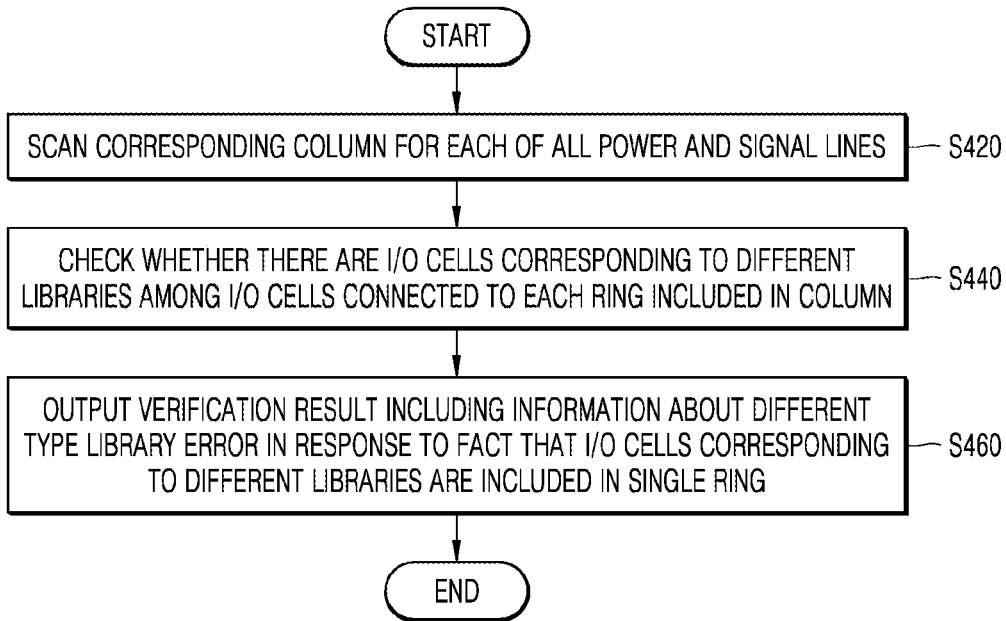 START
SCAN CORRESPONDING COLUMN FOR EACH OF ALL POWER AND SIGNAL LINES
S420
CHECK WHETHER THERE ARE I/O CELLS CORRESPONDING TO DIFFERENT
LIBRARIES AMONG I/O CELLS CONNECTED TO EACH RING INCLUDED IN COLUMN
S440
OUTPUT VERIFICATION RESULT INCLUDING INFORMATION ABOUT DIFFERENT
TYPE LIBRARY ERROR IN RESPONSE TO FACT THAT I/O CELLS CORRESPONDING
TO DIFFERENT LIBRARIES ARE INCLUDED IN SINGLE RING
S460
END